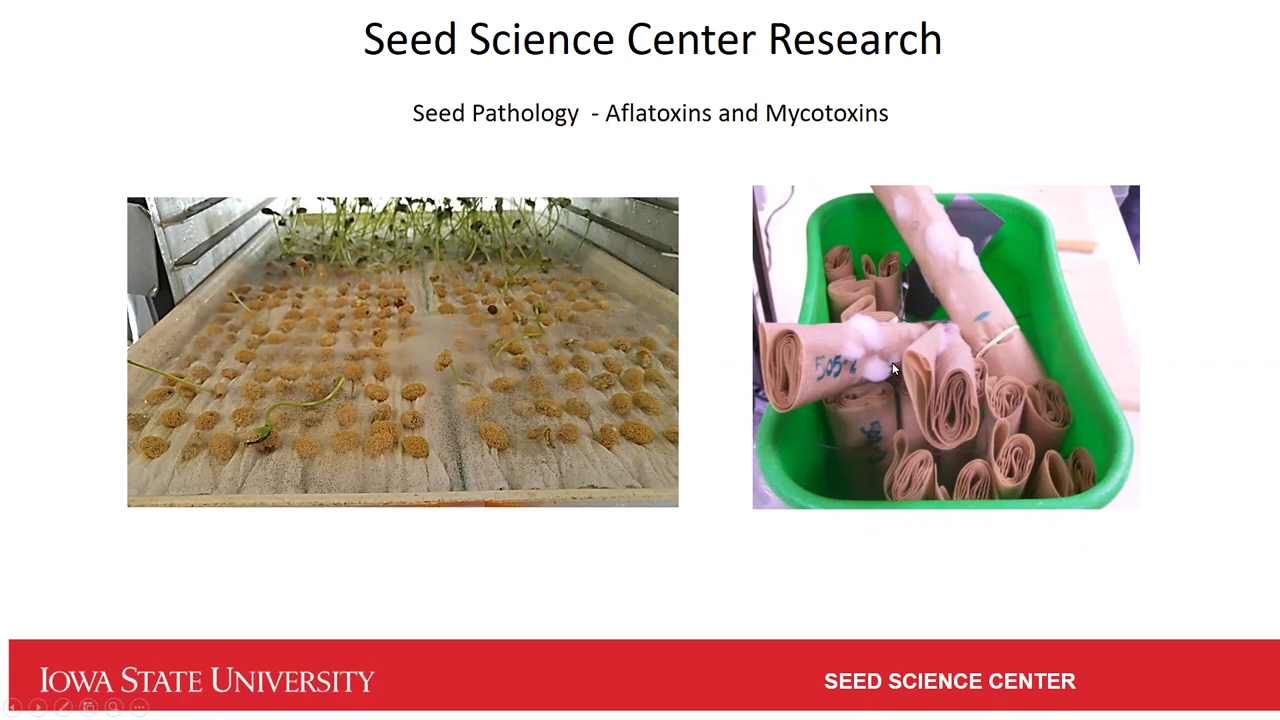 Seed Science Center Research
Seed Pathology - Aflatoxins and Mycotoxins
IOWA STATE UNIVERSITY
SEED SCIENCE CENTER